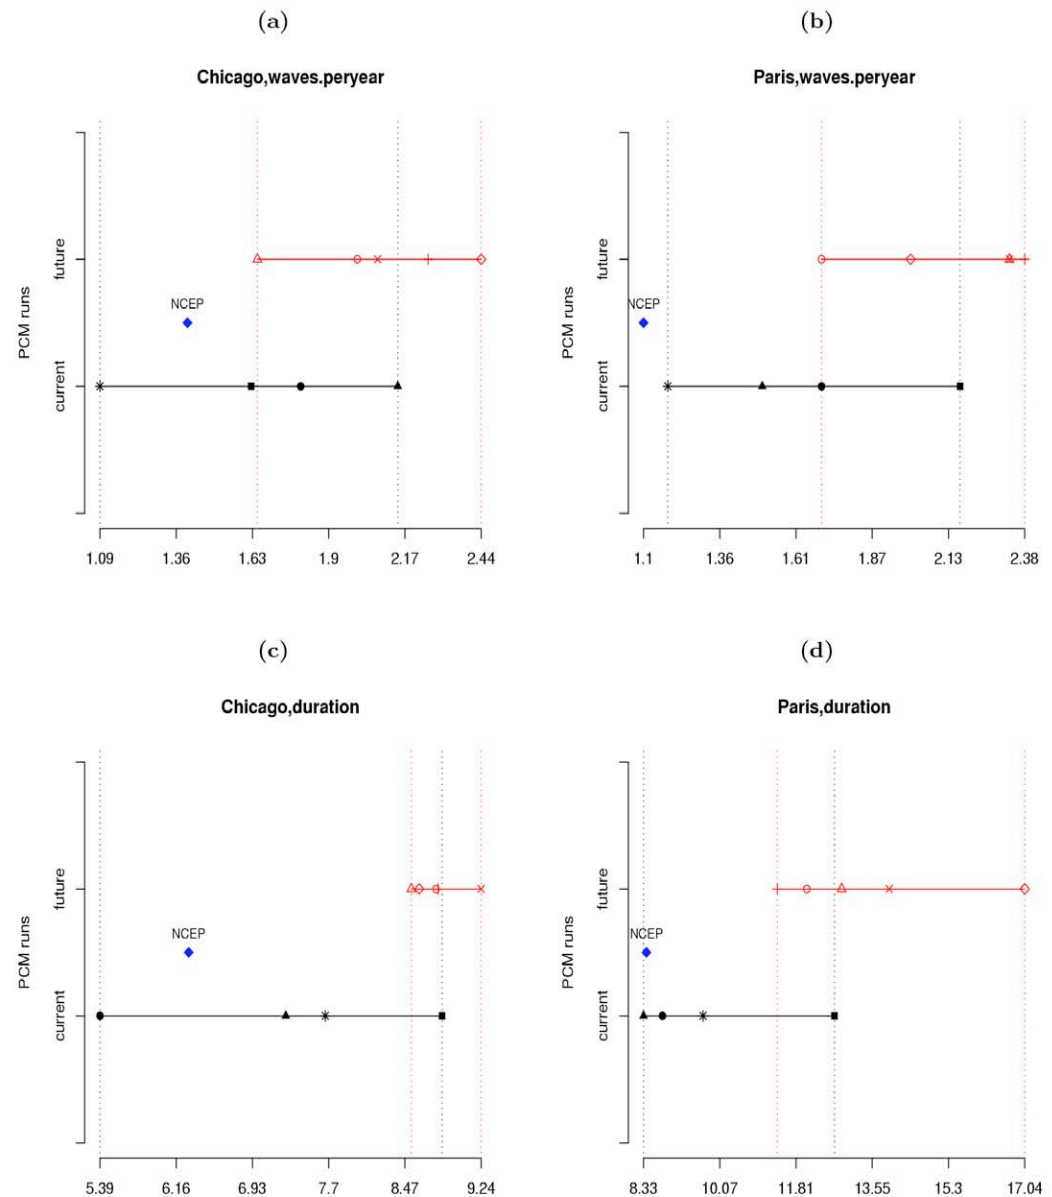 (a)
Chicago,waves.peryear
PCM runs
future
current
NCEP
1.09 1.36 1.63 1.9 2.17 2.44
(b)
Paris,waves.peryear
PCM runs
future
current
NCEP
1.1 1.36 1.61 1.87 2.13 2.38
(c)
Chicago,duration
PCM runs
future
current
NCEP
5.39 6.16 6.93 7.7 8.47 9.24
(d)
Paris,duration
PCM runs
future
current
NCEP
8.33 10.07 11.81 13.55 15.3 17.04